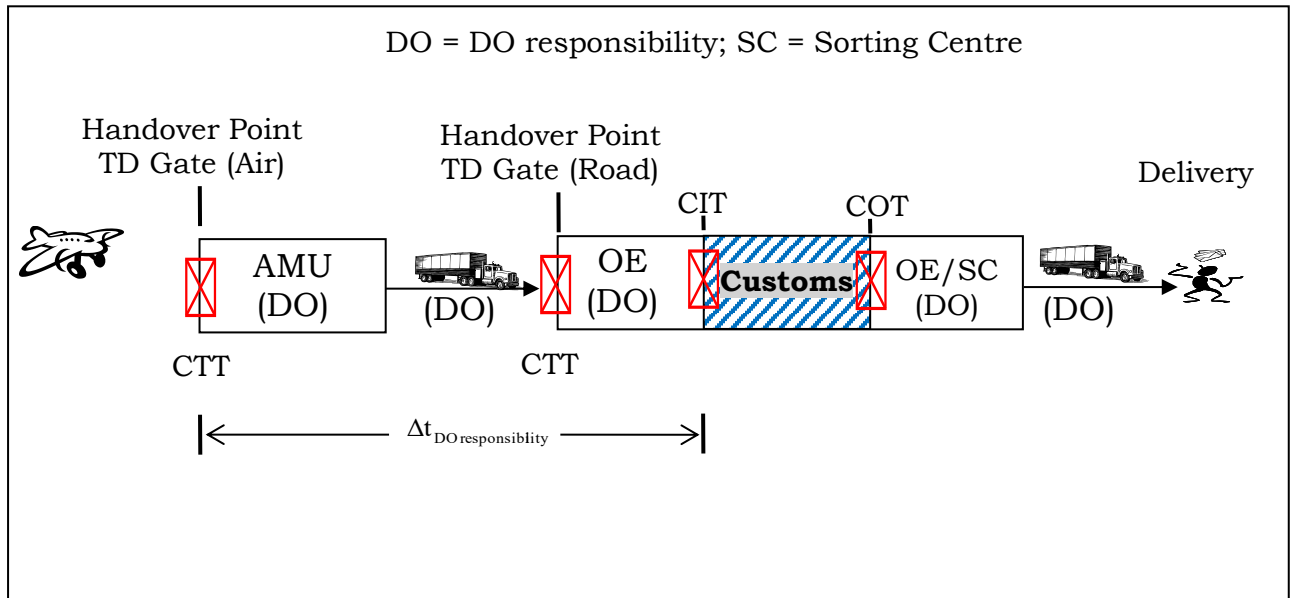 DO = DO responsibility; SC = Sorting Centre
Handover Point
TD Gate (Air)
Handover Point
TD Gate (Road)
Delivery
CIT
COT
AMU
(DO)
(DO)
OE
(DO)
Customs
OE/SC
(DO)
(DO)
CTT
CTT
Δt DO responsiblity